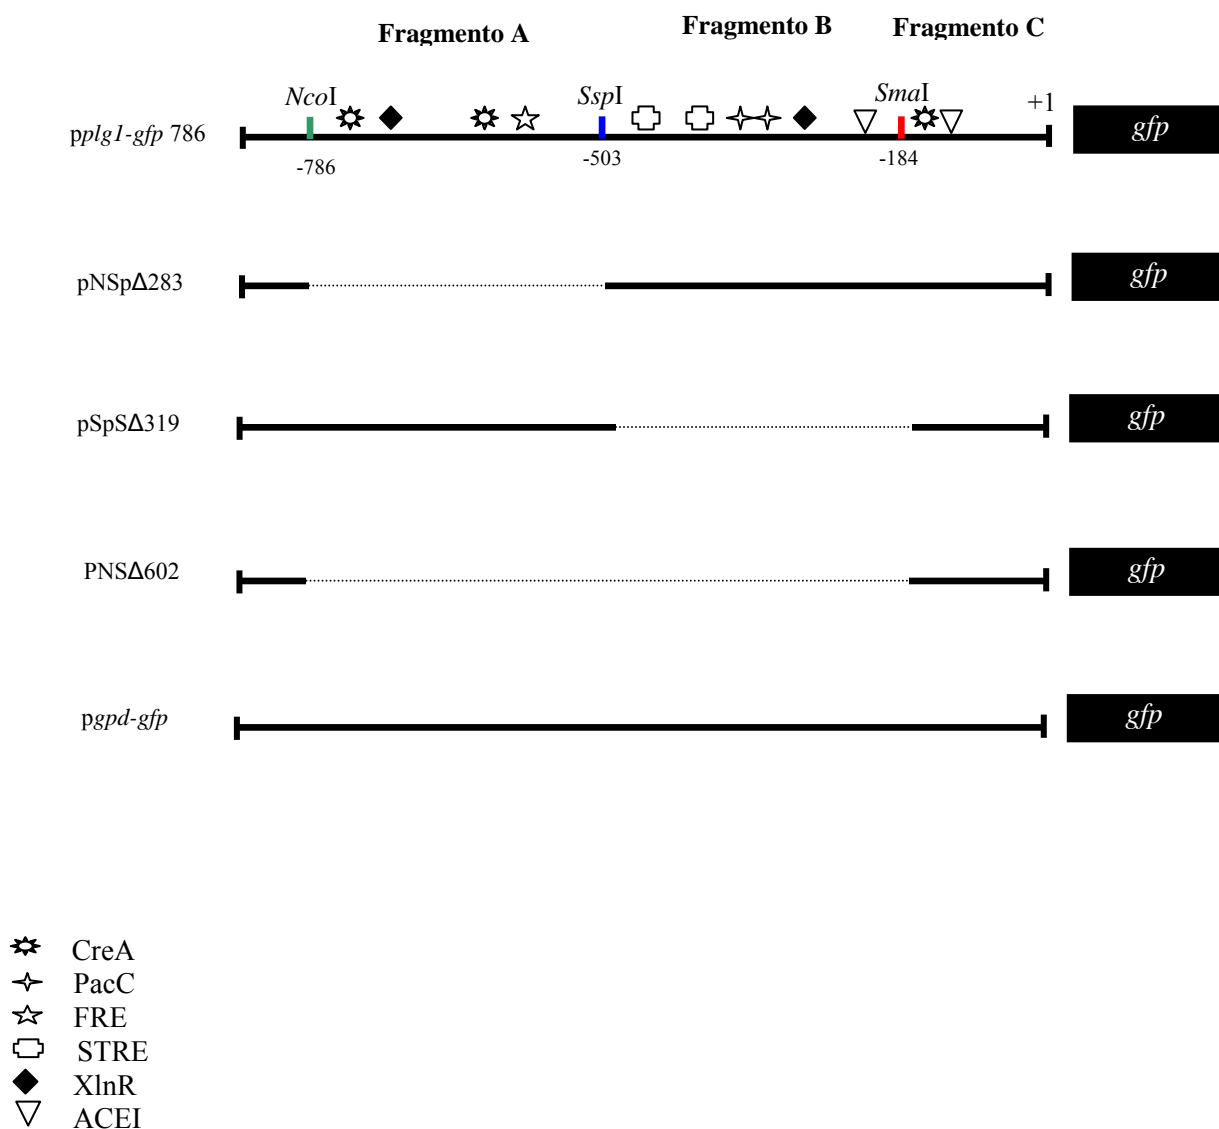 Fragmento A Fragmento B Fragmento C
NcoI SspI SmaI +1
pplg1-gfp 786 gfp
-786 -503 -184
pNSpΔ283 gfp
pSpSΔ319 gfp
PNSΔ602 gfp
pgpd-gfp gfp
CreA
PacC
FRE
STRE
XlnR
ACEI